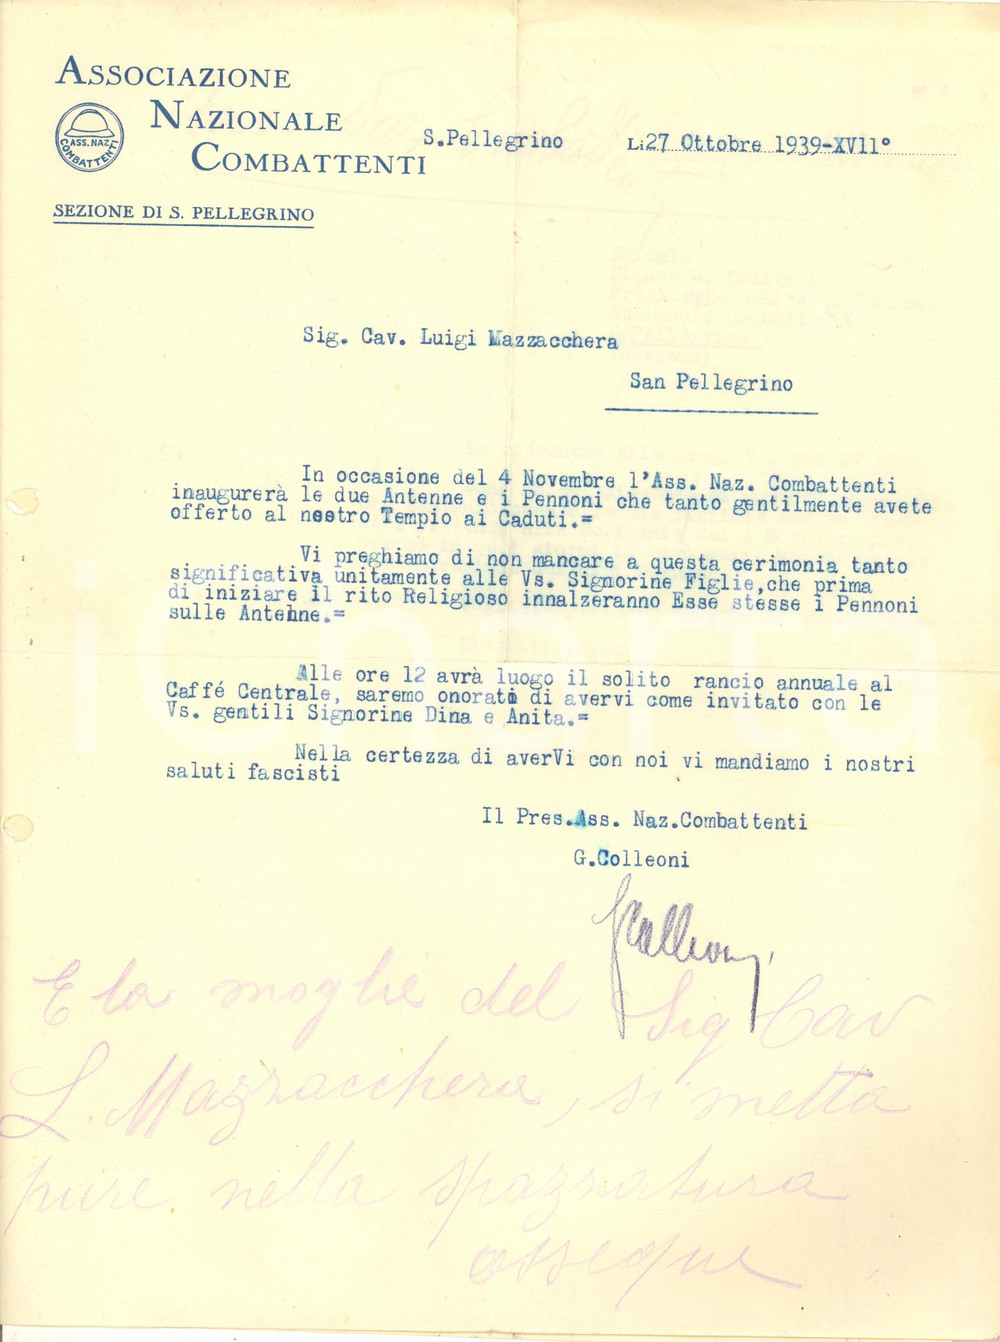 ASSOCIAZIONE
NAZIONALE
COMBATTENTI
ASS. NAZ.
COMBATTENTI
SEZIONE DI S. PELLEGRINO
S.Pellegrino Li 27 Ottobre 1939-XVII°
Sig. Cav. Luigi Mazzacchera
San Pellegrino
In occasione del 4 Novembre l'Ass. Naz. Combattenti
inaugurerà le due Antenne e i Pennoni che tanto gentilmente avete
offerto al nostro Tempio ai Caduti.=
Vi preghiamo di non mancare a questa cerimonia tanto
significativa unitamente alle Vs. Signorine Figlie,che prima
di iniziare il rito Religioso innalzeranno Esse stesse i Pennoni
sulle Antenne.=
Alle ore 12 avrà luogo il solito rancio annuale al
Caffé Centrale, saremo onorati di avervi come invitato con le
Vs. gentili Signorine Dina e Anita.=
Nella certezza di averVi con noi vi mandiamo i nostri
saluti fascisti
Il Pres.Ass. Naz.Combattenti
G.Colleoni
GColleoni
E la moglie del Sig Cav
L. Mazzacchera, si metta
pure nella spazzatura